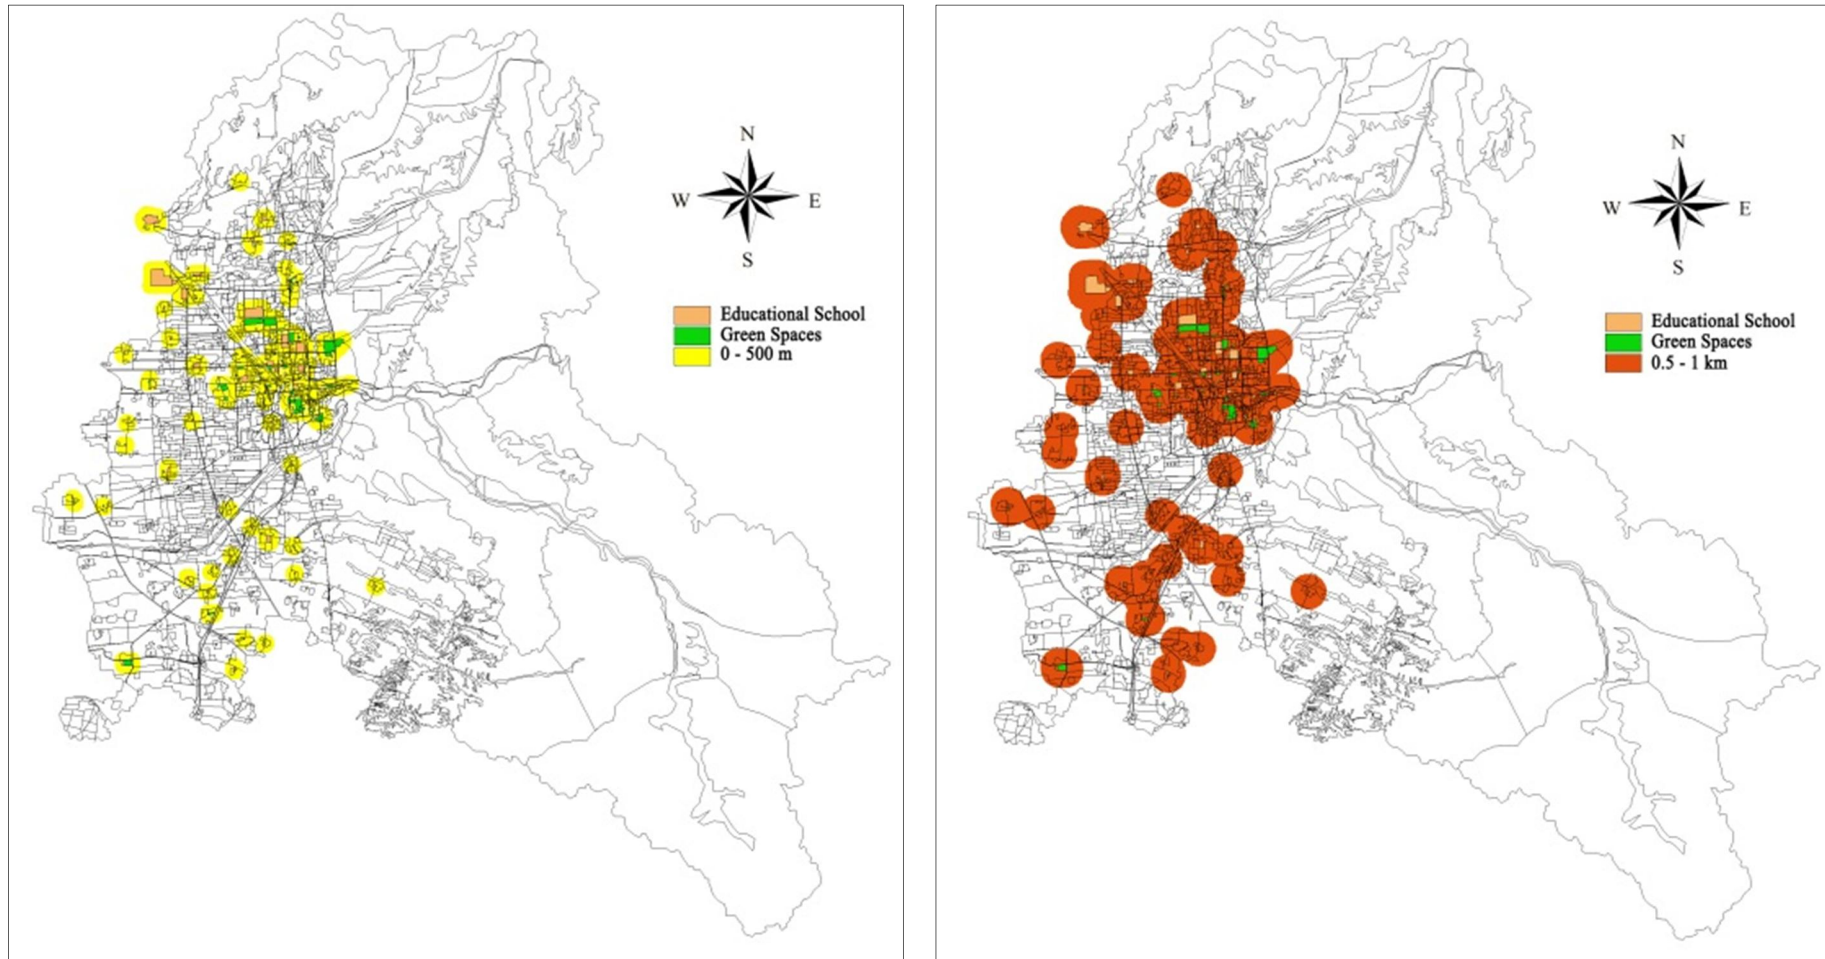 N
W E
S
Educational School
Green Spaces
0 - 500 m
N
W E
S
Educational School
Green Spaces
0.5 - 1 km